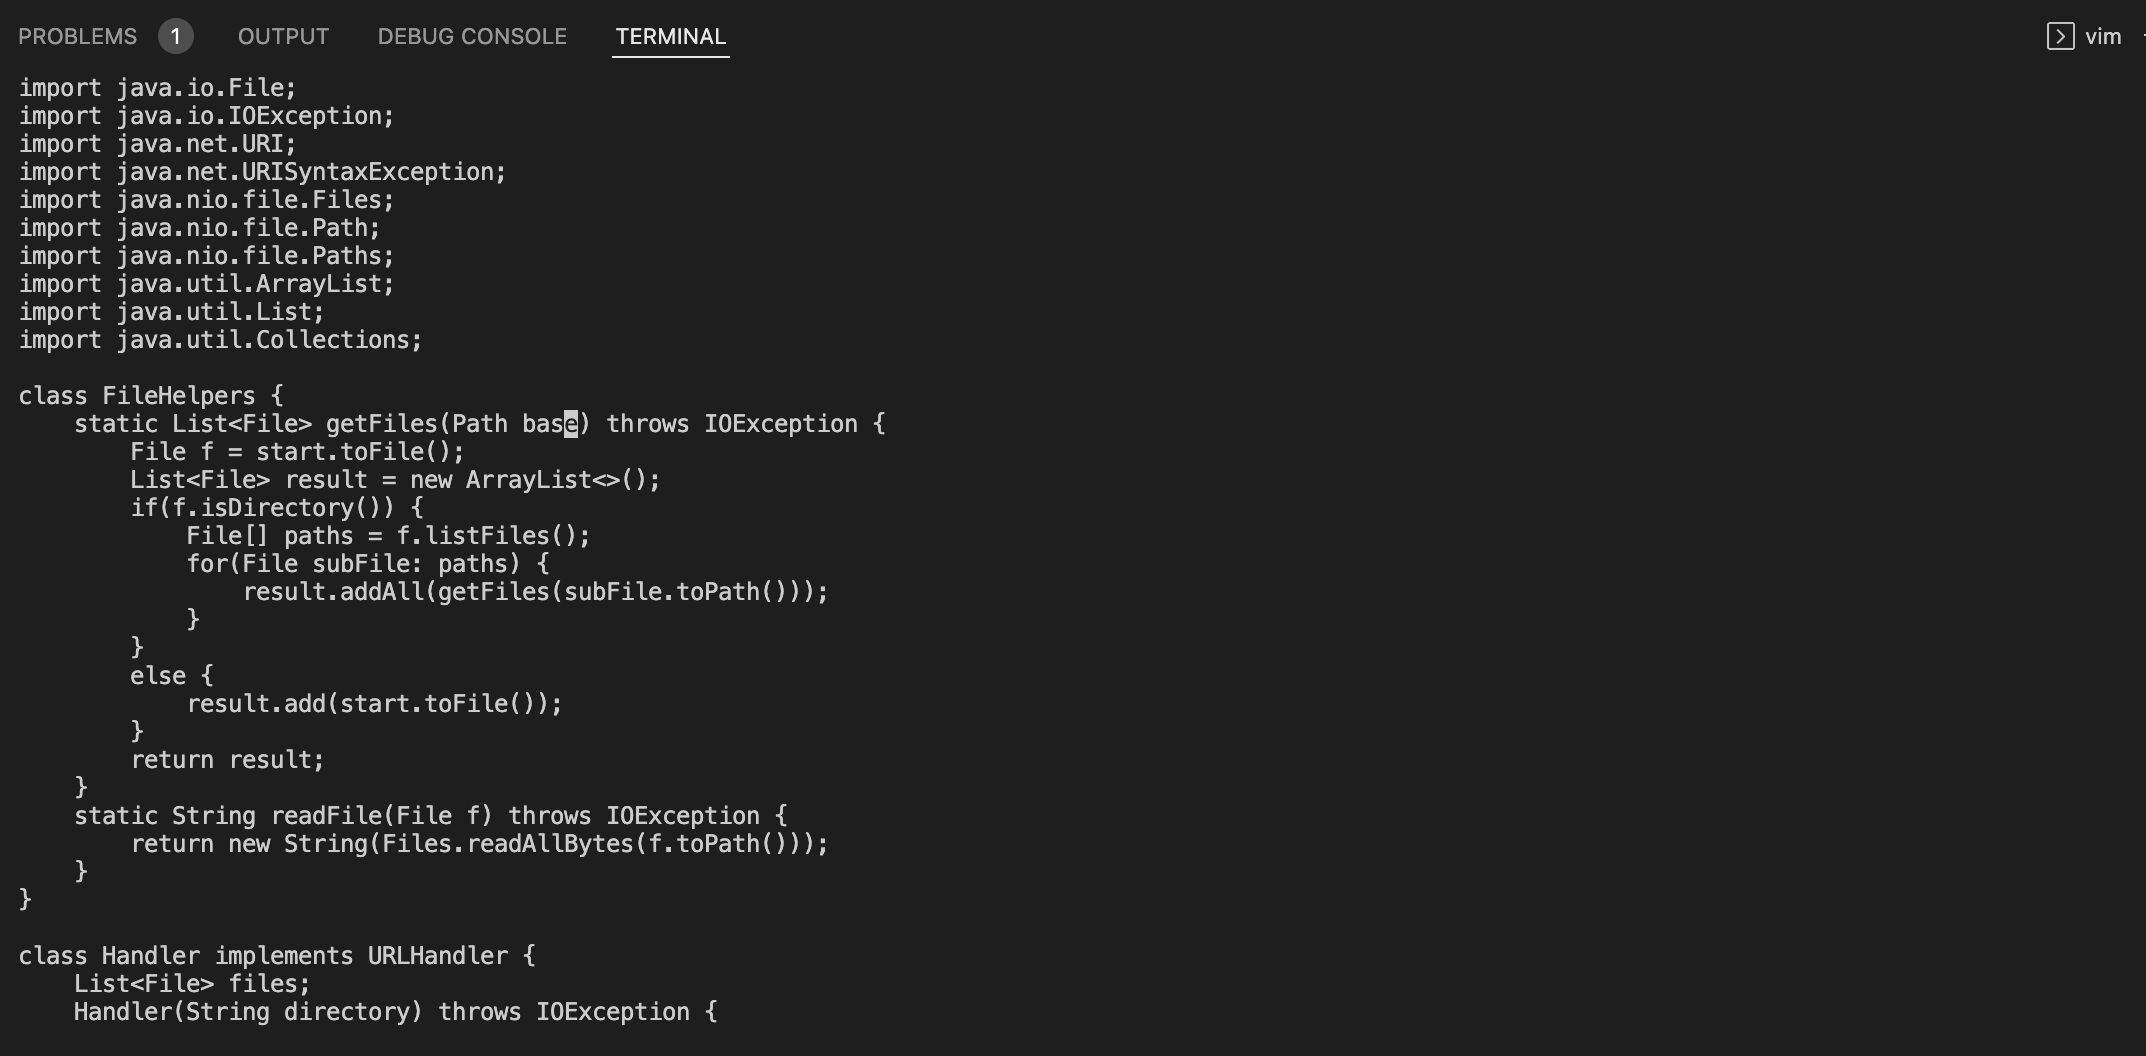 PROBLEMS 1 OUTPUT DEBUG CONSOLE TERMINAL vim
import java.io.File;
import java.io.IOException;
import java.net.URI;
import java.net.URISyntaxException;
import java.nio.file.Files;
import java.nio.file.Path;
import java.nio.file.Paths;
import java.util.ArrayList;
import java.util.List;
import java.util.Collections;

class FileHelpers {
    static List<File> getFiles(Path base) throws IOException {
        File f = start.toFile();
        List<File> result = new ArrayList<>();
        if(f.isDirectory()) {
            File[] paths = f.listFiles();
            for(File subFile: paths) {
                result.addAll(getFiles(subFile.toPath()));
            }
        }
        else {
            result.add(start.toFile());
        }
        return result;
    }
    static String readFile(File f) throws IOException {
        return new String(Files.readAllBytes(f.toPath()));
    }
}

class Handler implements URLHandler {
    List<File> files;
    Handler(String directory) throws IOException {